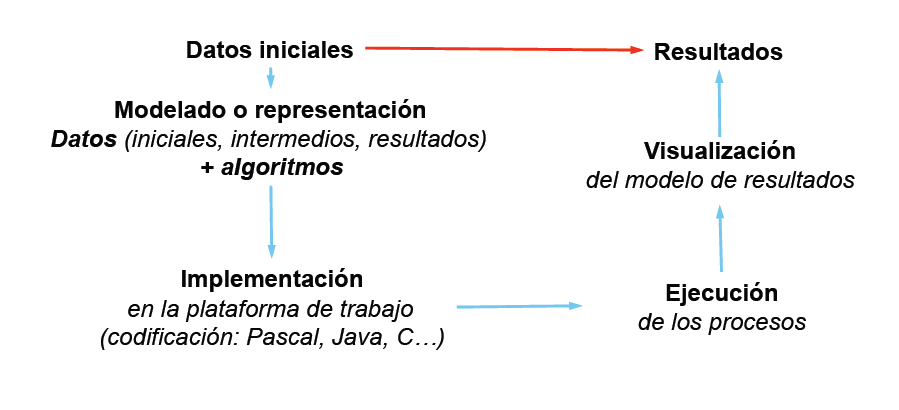 Datos iniciales
Resultados
Modelado o representación
Datos (iniciales, intermedios, resultados)
+ algoritmos
Visualización
del modelo de resultados
Implementación
en la plataforma de trabajo
(codificación: Pascal, Java, C…)
Ejecución
de los procesos